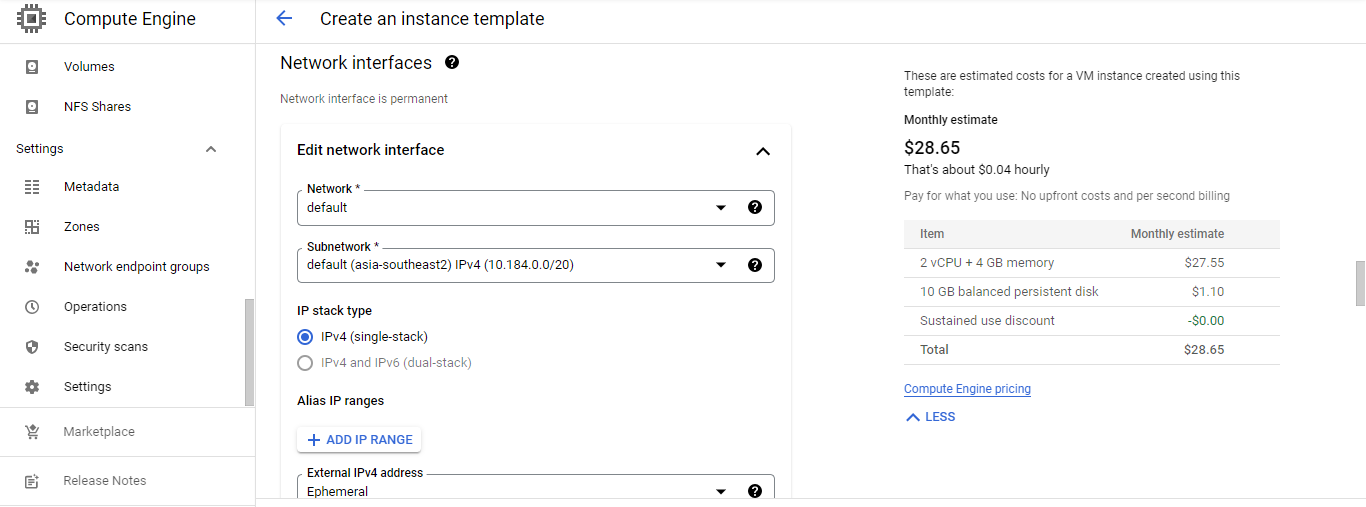 Compute Engine
Volumes
NFS Shares
Settings
Metadata
Zones
Network endpoint groups
Operations
Security scans
Settings
Marketplace
Release Notes
Create an instance template
Network interfaces
Network interface is permanent
Edit network interface
Network *
default
Subnetwork *
default (asia-southeast2) IPv4 (10.184.0.0/20)
IP stack type
IPv4 (single-stack)
IPv4 and IPv6 (dual-stack)
Alias IP ranges
ADD IP RANGE
External IPv4 address
Ephemeral
These are estimated costs for a VM instance created using this
template:
Monthly estimate
$28.65
That's about $0.04 hourly
Pay for what you use: No upfront costs and per second billing
Item Monthly estimate
2 vCPU + 4 GB memory $27.55
10 GB balanced persistent disk $1.10
Sustained use discount -$0.00
Total $28.65
Compute Engine pricing
LESS